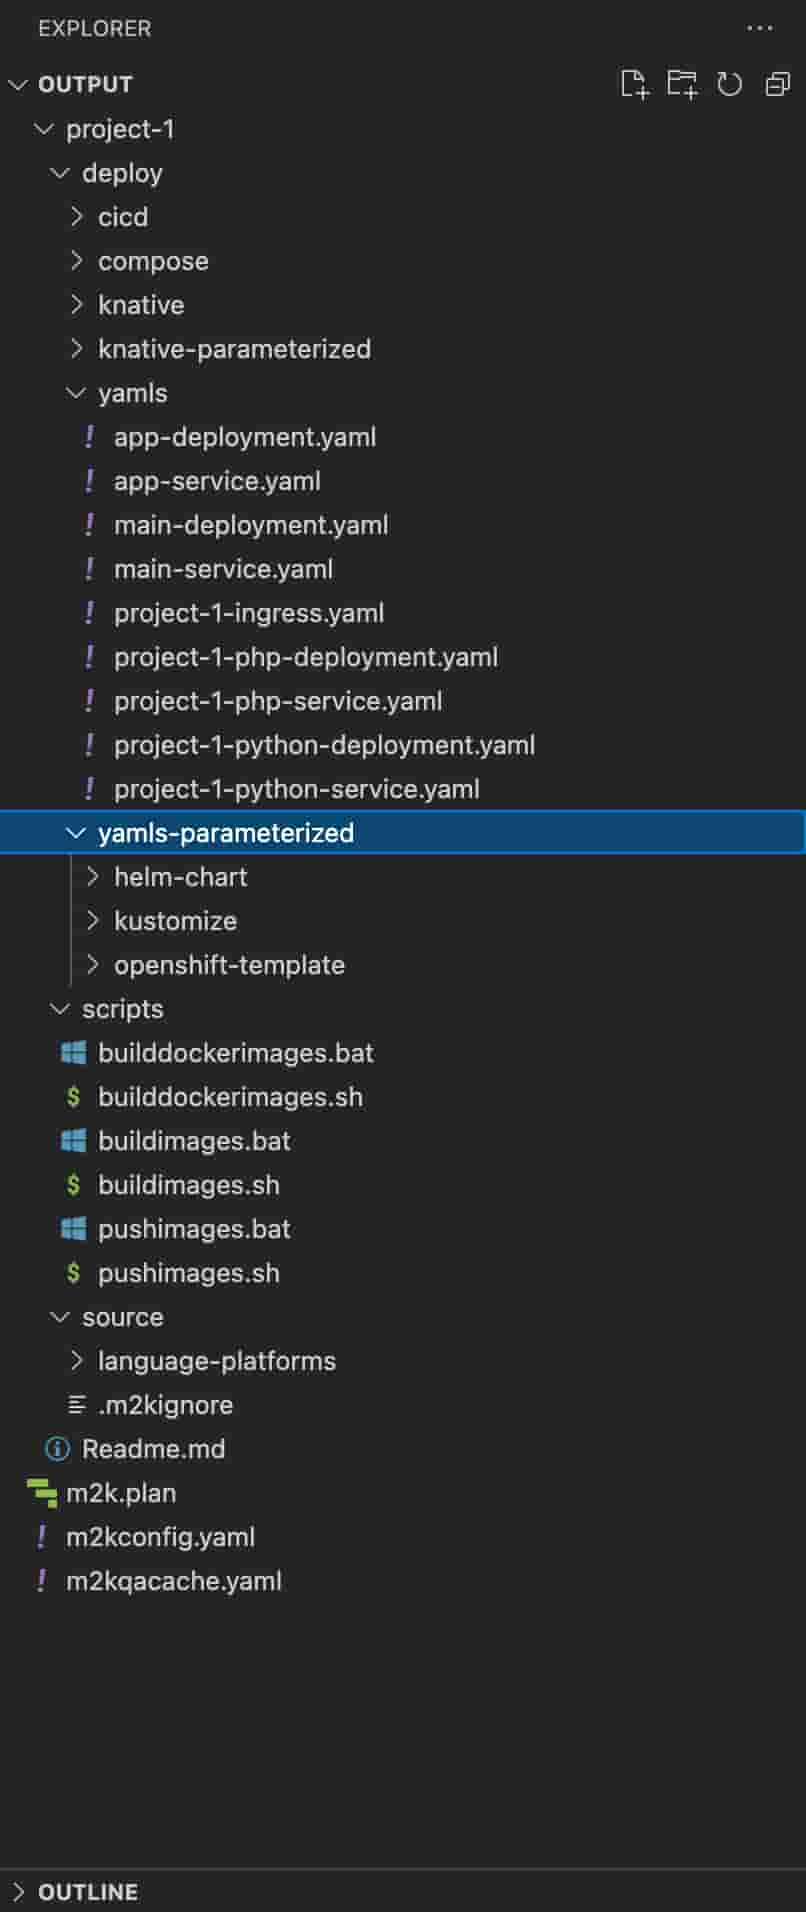 EXPLORER
OUTPUT
project-1
deploy
cicd
compose
knative
knative-parameterized
yamls
! app-deployment.yaml
! app-service.yaml
! main-deployment.yaml
! main-service.yaml
! project-1-ingress.yaml
! project-1-php-deployment.yaml
! project-1-php-service.yaml
! project-1-python-deployment.yaml
! project-1-python-service.yaml
yamls-parameterized
helm-chart
kustomize
openshift-template
scripts
builddockerimages.bat
$ builddockerimages.sh
buildimages.bat
$ buildimages.sh
pushimages.bat
$ pushimages.sh
source
language-platforms
.m2kignore
Readme.md
m2k.plan
! m2kconfig.yaml
! m2kqacache.yaml
OUTLINE